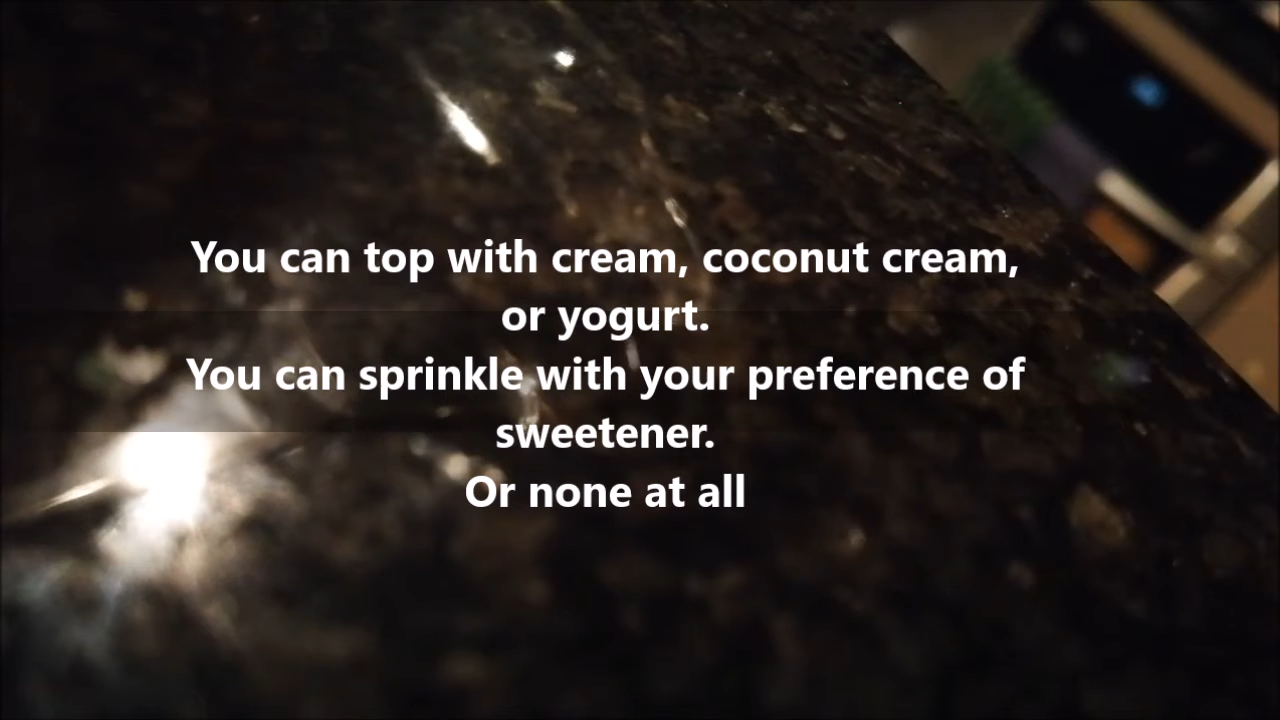 You can top with cream, coconut cream,
or yogurt.
You can sprinkle with your preference of
sweetener.
Or none at all